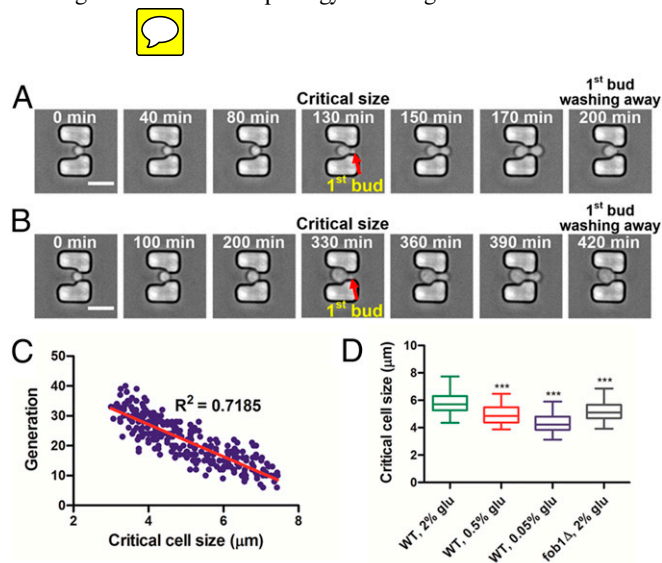 A
Critical size
1st bud
washing away
0 min 40 min 80 min 130 min 150 min 170 min 200 min
1st bud
B
Critical size
1st bud
washing away
0 min 100 min 200 min 330 min 360 min 390 min 420 min
1st bud
C
Generation
50
40
30
20
10
0
R2 = 0.7185
2 4 6 8
Critical cell size (μm)
D
Critical cell size (μm)
10
8
6
4
2
0
***
***
***
WT, 2% glu
WT, 0.5% glu
WT, 0.05% glu
fob1Δ, 2% glu